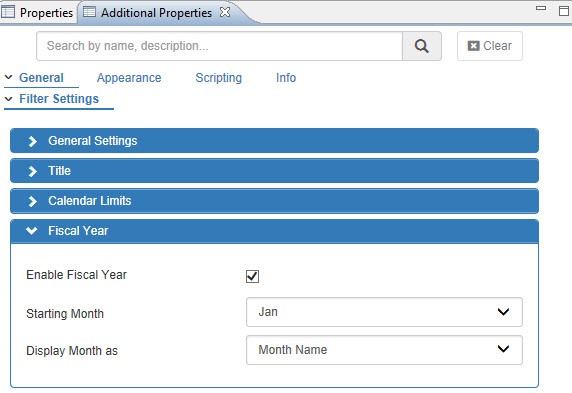 Properties Additional Properties
Search by name, description... Clear
General Appearance Scripting Info
Filter Settings
General Settings
Title
Calendar Limits
Fiscal Year
Enable Fiscal Year
Starting Month Jan
Display Month as Month Name